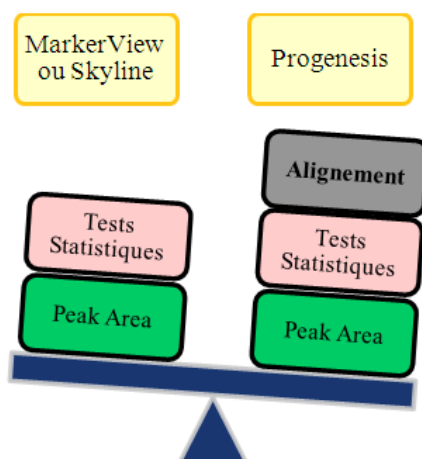 MarkerView
ou Skyline
Progenesis
Alignement
Tests
Statistiques
Tests
Statistiques
Peak Area
Peak Area